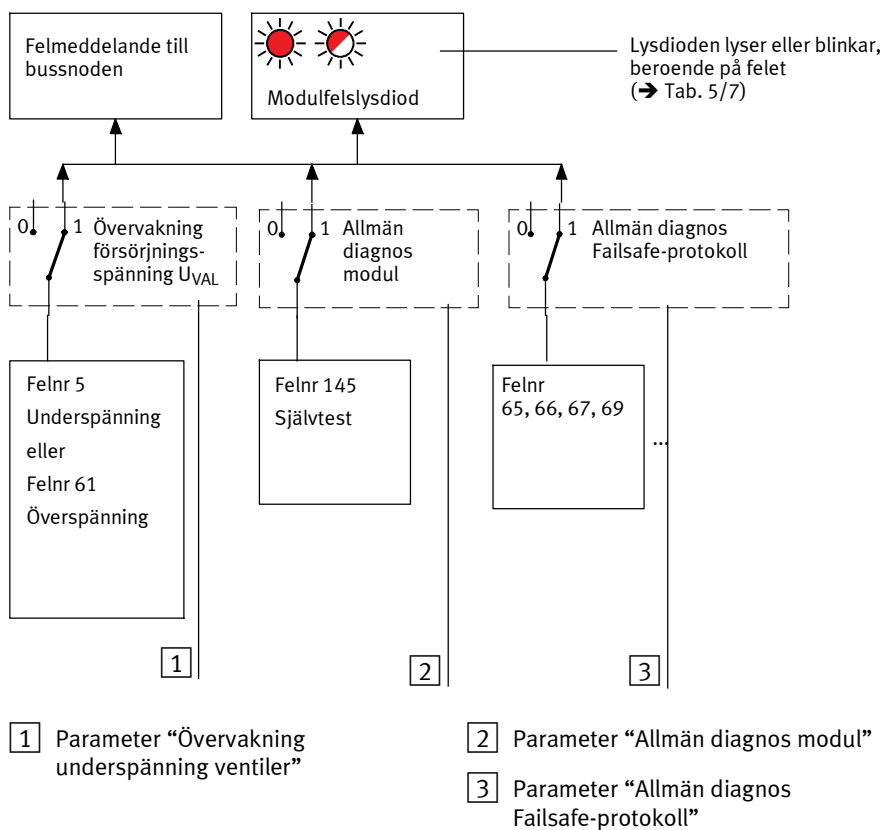 Felmeddelande till
bussnoden
Modulfelslysdiod
Lysdioden lyser eller blinkar,
beroende på felet
(➔ Tab. 5/7)
0 1 Övervakning
försörjnings-
spänning UVAL
0 1 Allmän
diagnos
modul
0 1 Allmän diagnos
Failsafe-protokoll
Felnr 5
Underspänning
eller
Felnr 61
Överspänning
Felnr 145
Självtest
Felnr
65, 66, 67, 69
...
1
2
3
1 Parameter “Övervakning
underspänning ventiler”
2 Parameter “Allmän diagnos modul”
3 Parameter “Allmän diagnos
Failsafe-protokoll”